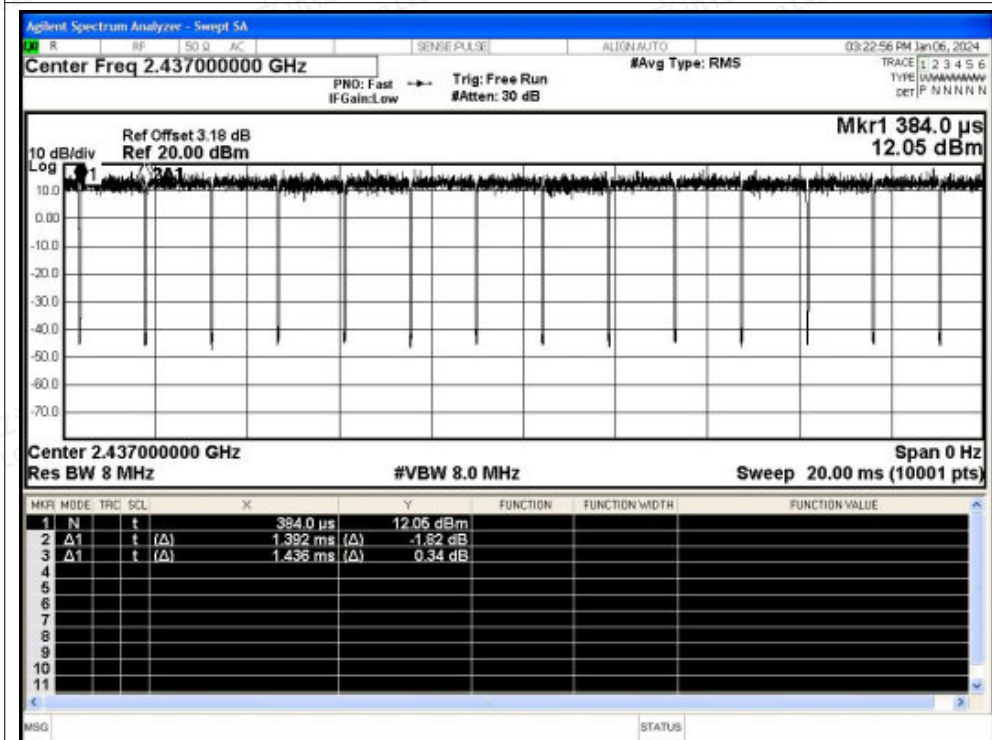 Agilent Spectrum Analyzer - Swept SA
LXI R RF 50 Ω AC SENSE:PULSE ALIGN AUTO 03:22:56 PM Jan 06, 2024
Center Freq 2.437000000 GHz #Avg Type: RMS TRACE 1 2 3 4 5 6
PNO: Fast Trig: Free Run TYPE WWWWWW
IFGain:Low #Atten: 30 dB DET P N N N N N
Mkr1 384.0 µs
Ref Offset 3.18 dB
10 dB/div Ref 20.00 dBm 12.05 dBm
Log
1 2Δ1
10.0
0.00
-10.0
-20.0
-30.0
-40.0
-50.0
-60.0
-70.0
Center 2.437000000 GHz Span 0 Hz
Res BW 8 MHz #VBW 8.0 MHz Sweep 20.00 ms (10001 pts)
MKR MODE TRC SCL X Y FUNCTION FUNCTION WIDTH FUNCTION VALUE
1 N t 384.0 µs 12.05 dBm
2 Δ1 t (Δ) 1.392 ms (Δ) -1.82 dB
3 Δ1 t (Δ) 1.436 ms (Δ) 0.34 dB
4
5
6
7
8
9
10
11
MSG STATUS